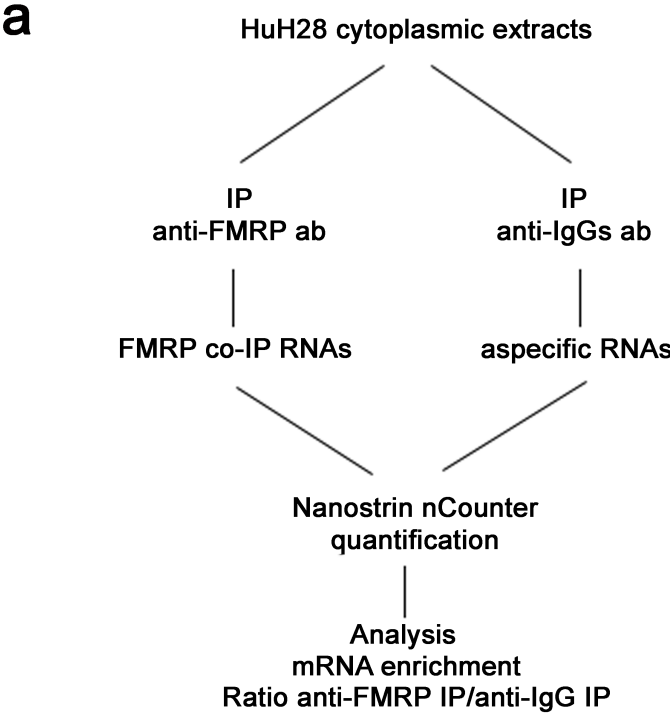 a
HuH28 cytoplasmic extracts
IP
anti-FMRP ab
IP
anti-IgGs ab
FMRP co-IP RNAs
aspecific RNAs
Nanostrin nCounter
quantification
Analysis
mRNA enrichment
Ratio anti-FMRP IP/anti-IgG IP